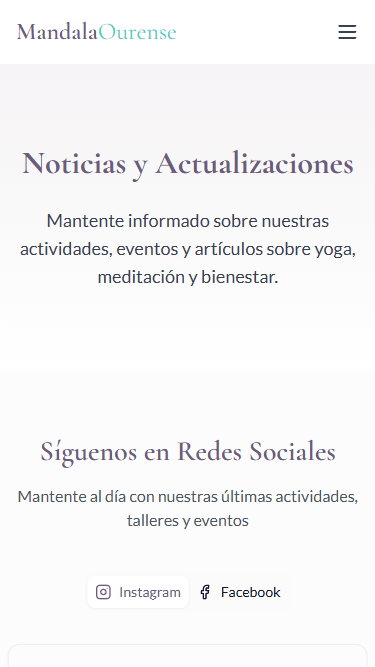 MandalaOurense
Noticias y Actualizaciones
Mantente informado sobre nuestras
actividades, eventos y artículos sobre yoga,
meditación y bienestar.
Síguenos en Redes Sociales
Mantente al día con nuestras últimas actividades,
talleres y eventos
Instagram Facebook